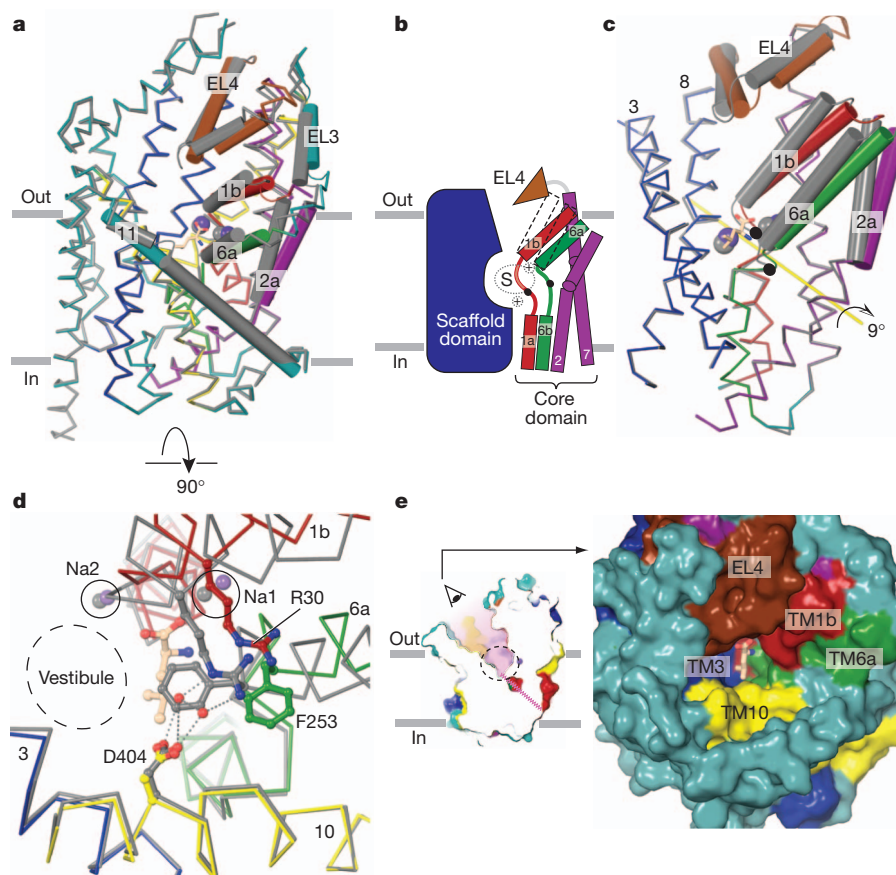 a
EL4
EL3
1b
Out
11
6a
2a
In
90°
b
EL4
Out
1b
6a
S
Scaffold
domain
1a
6b
2
7
In
Core
domain
c
EL4
8
3
1b
6a
2a
9°
d
1b
Na2
Na1
R30
6a
Vestibule
F253
D404
3
10
e
Out
In
EL4
TM1b
TM3
TM6a
TM10